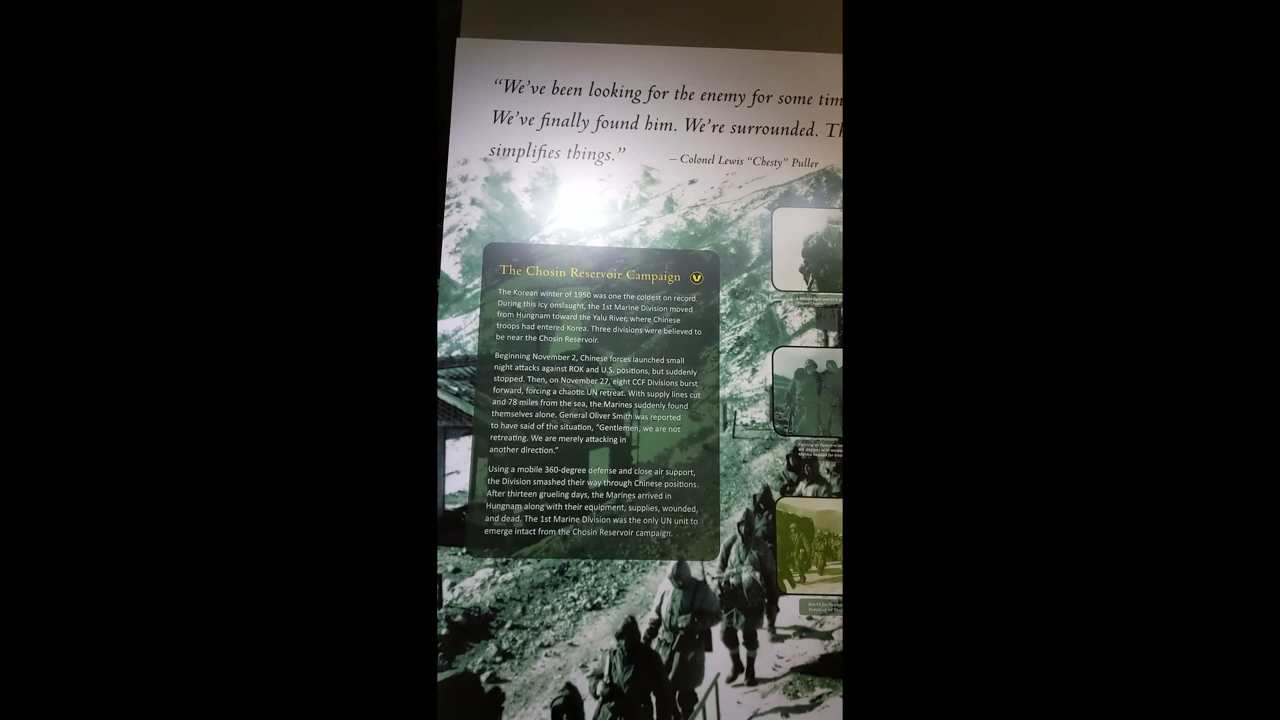 “We’ve been looking for the enemy for some tim
We’ve finally found him. We’re surrounded. Th
simplifies things.”
– Colonel Lewis “Chesty” Puller
The Chosin Reservoir Campaign
The Korean winter of 1950 was one the coldest on record.
During this icy onslaught, the 1st Marine Division moved
from Hungnam toward the Yalu River, where Chinese
troops had entered Korea. Three divisions were believed to
be near the Chosin Reservoir.
Beginning November 2, Chinese forces launched small
night attacks against ROK and U.S. positions, but suddenly
stopped. Then, on November 27, eight CCF Divisions burst
forward, forcing a chaotic UN retreat. With supply lines cut
and 78 miles from the sea, the Marines suddenly found
themselves alone. General Oliver Smith was reported
to have said of the situation, “Gentlemen, we are not
retreating. We are merely attacking in
another direction.”
Using a mobile 360-degree defense and close air support,
the Division smashed their way through Chinese positions.
After thirteen grueling days, the Marines arrived in
Hungnam along with their equipment, supplies, wounded,
and dead. The 1st Marine Division was the only UN unit to
emerge intact from the Chosin Reservoir campaign.